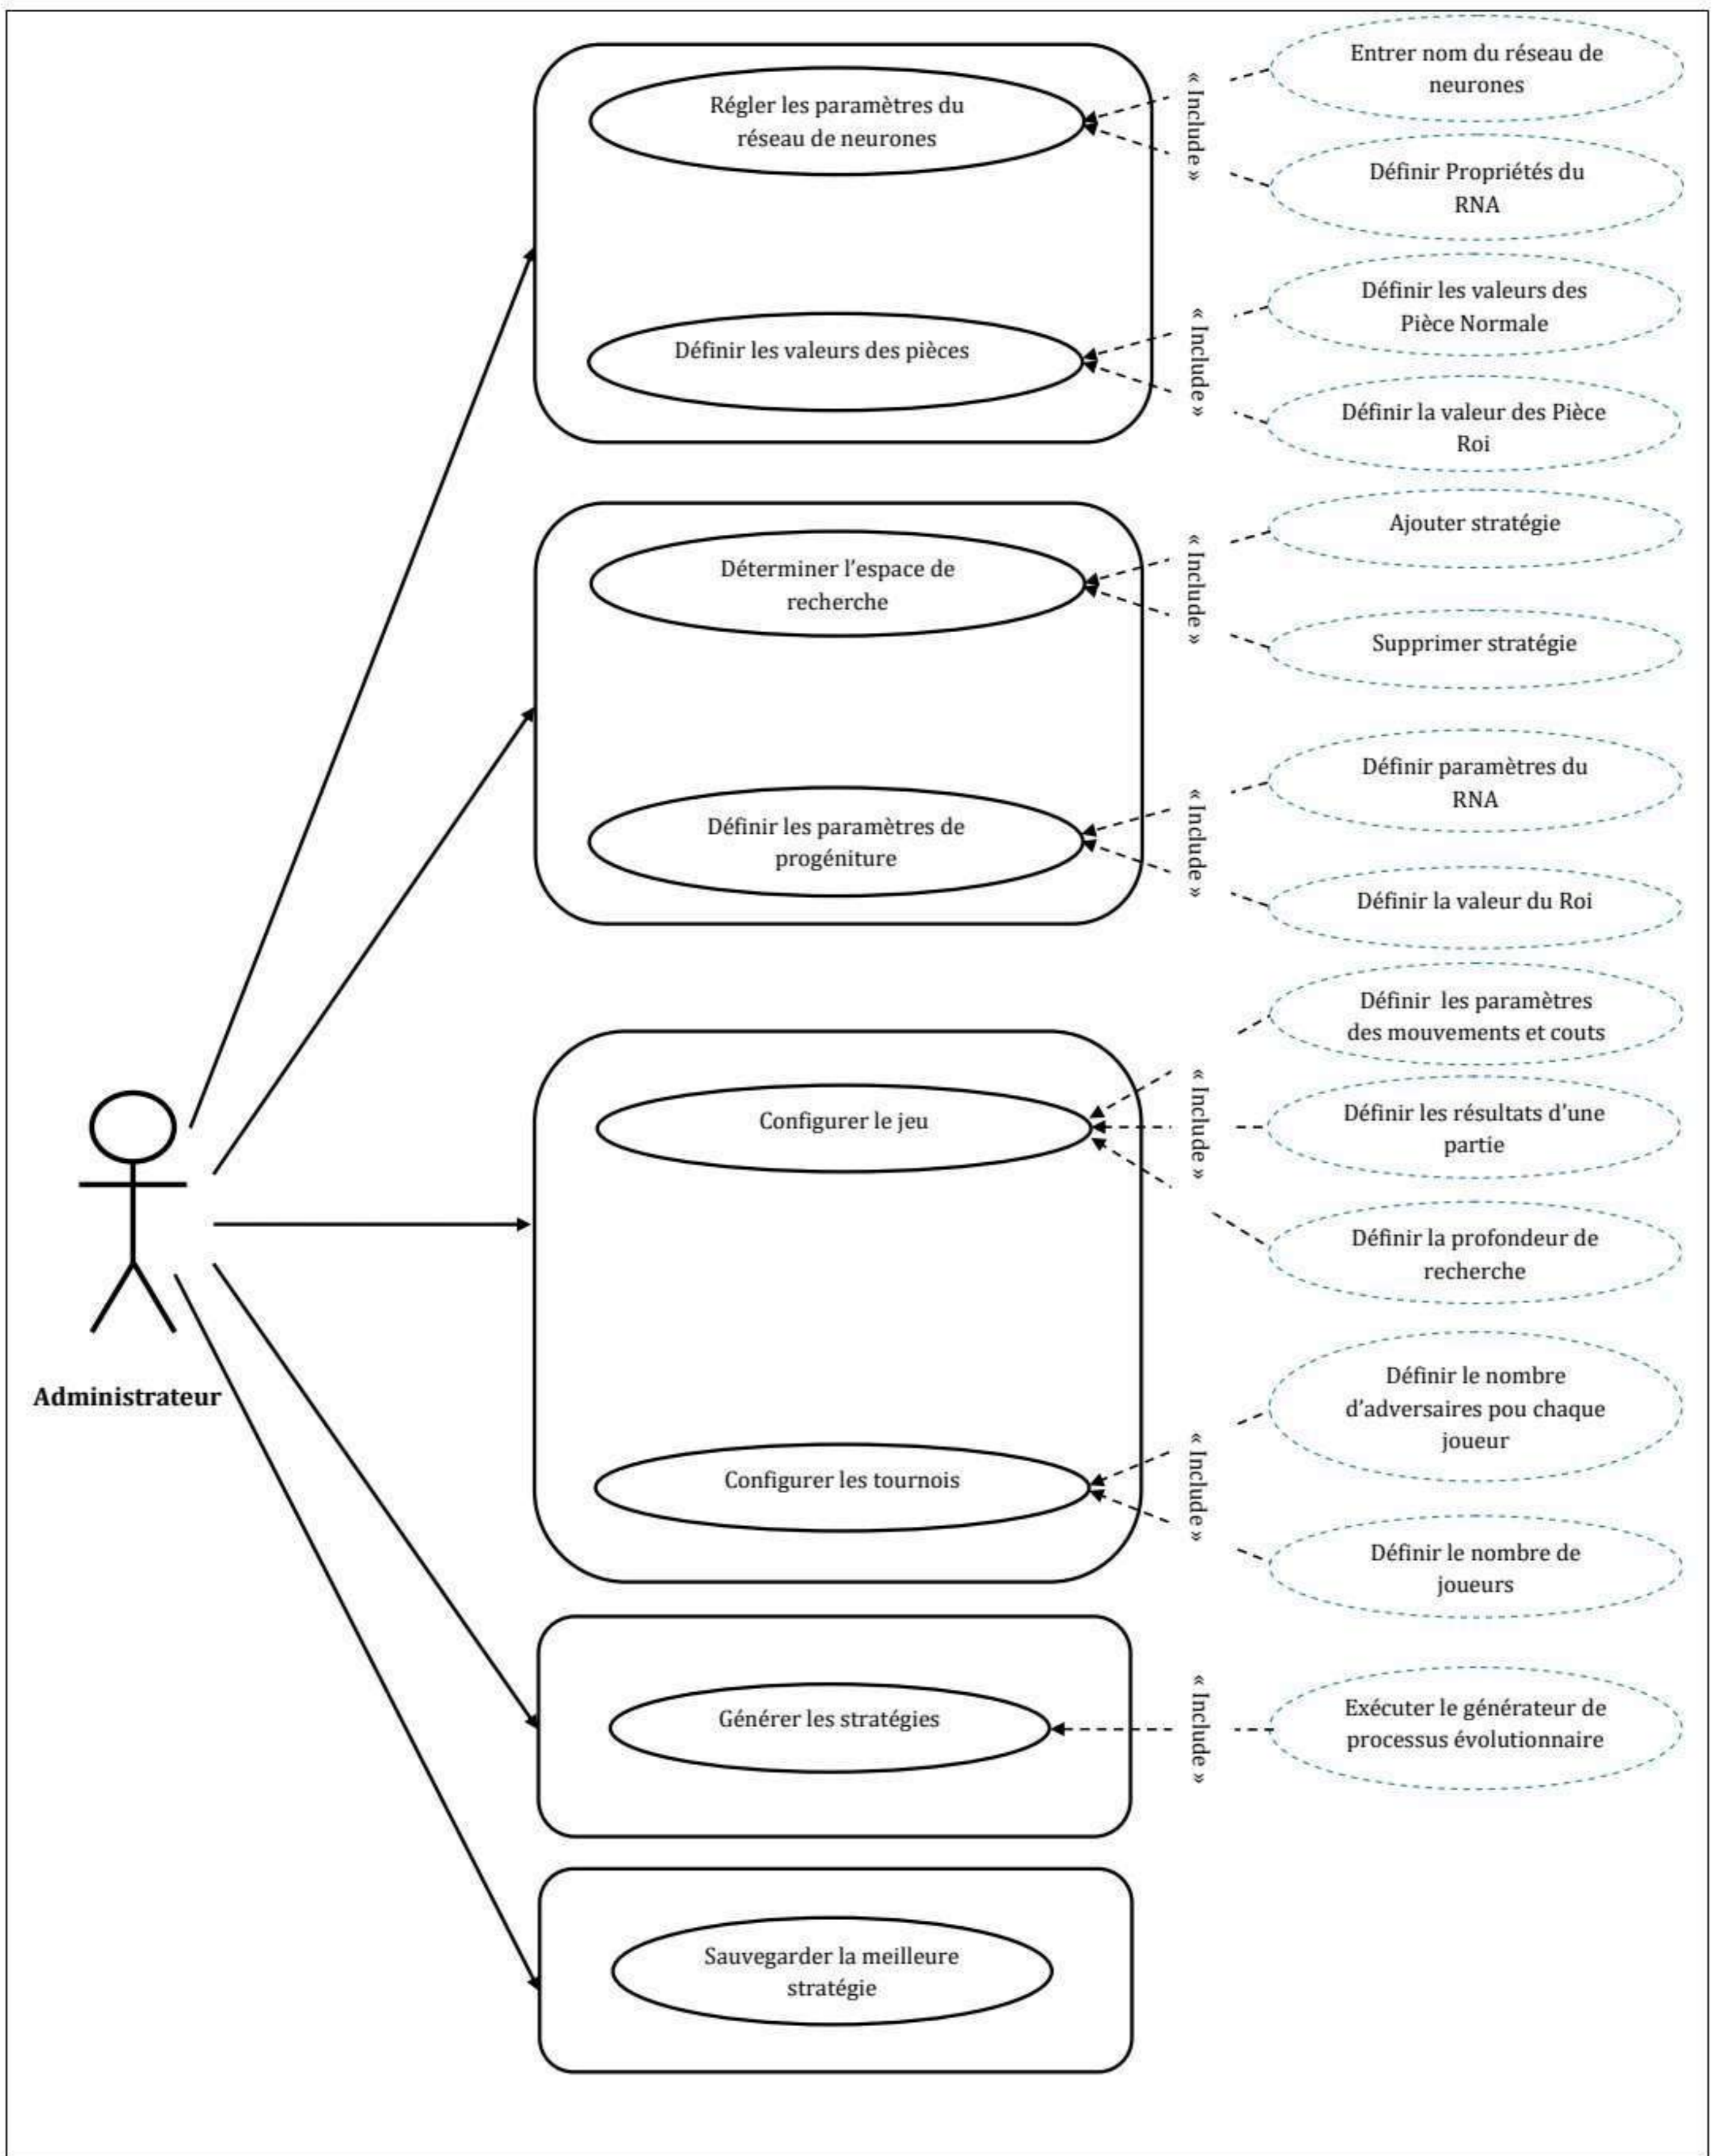 Entrer nom du réseau de
neurones
Régler les paramètres du
réseau de neurones
« Include »
Définir Propriétés du
RNA
Définir les valeurs des
Pièce Normale
Définir les valeurs des pièces
« Include »
Définir la valeur des Pièce
Roi
Ajouter stratégie
Déterminer l'espace de
recherche
« Include »
Supprimer stratégie
Définir paramètres du
RNA
Définir les paramètres de
progéniture
« Include »
Définir la valeur du Roi
Définir  les paramètres
des mouvements et couts
Configurer le jeu
« Include »
Définir les résultats d'une
partie
Définir la profondeur de
recherche
Administrateur
Définir le nombre
d'adversaires pou chaque
joueur
Configurer les tournois
« Include »
Définir le nombre de
joueurs
Générer les stratégies
« Include »
Exécuter le générateur de
processus évolutionnaire
Sauvegarder la meilleure
stratégie